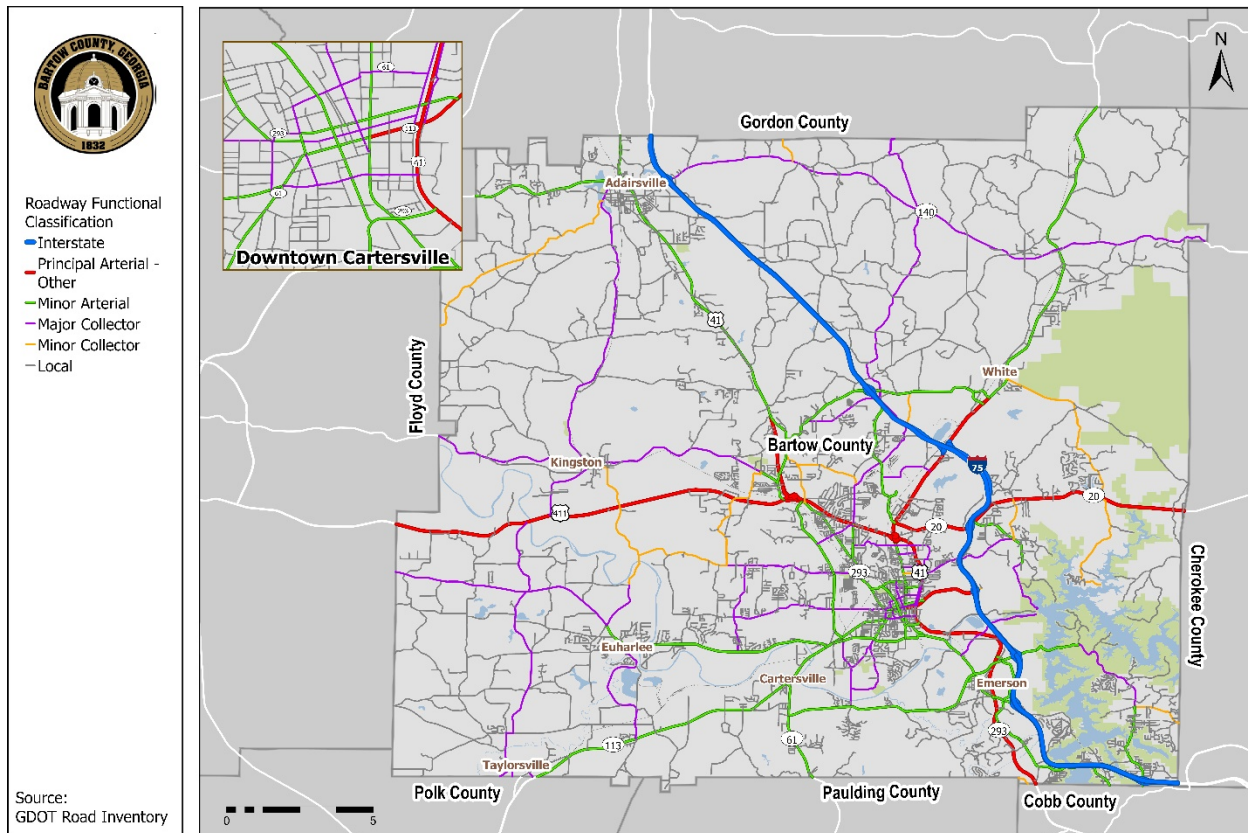 BARTOW COUNTY, GEORGIA
1832
Roadway Functional
Classification
Interstate
Principal Arterial -
Other
Minor Arterial
Major Collector
Minor Collector
Local
Source:
GDOT Road Inventory
61
293
113
41
61
293
Downtown Cartersville
N
Gordon County
Adairsville
140
41
White
Floyd County
Bartow County
Kingston
75
411
20
20
293
41
Cherokee County
Euharlee
Cartersville
Emerson
113
61
293
Taylorsville
Polk County
Paulding County
Cobb County
0
5